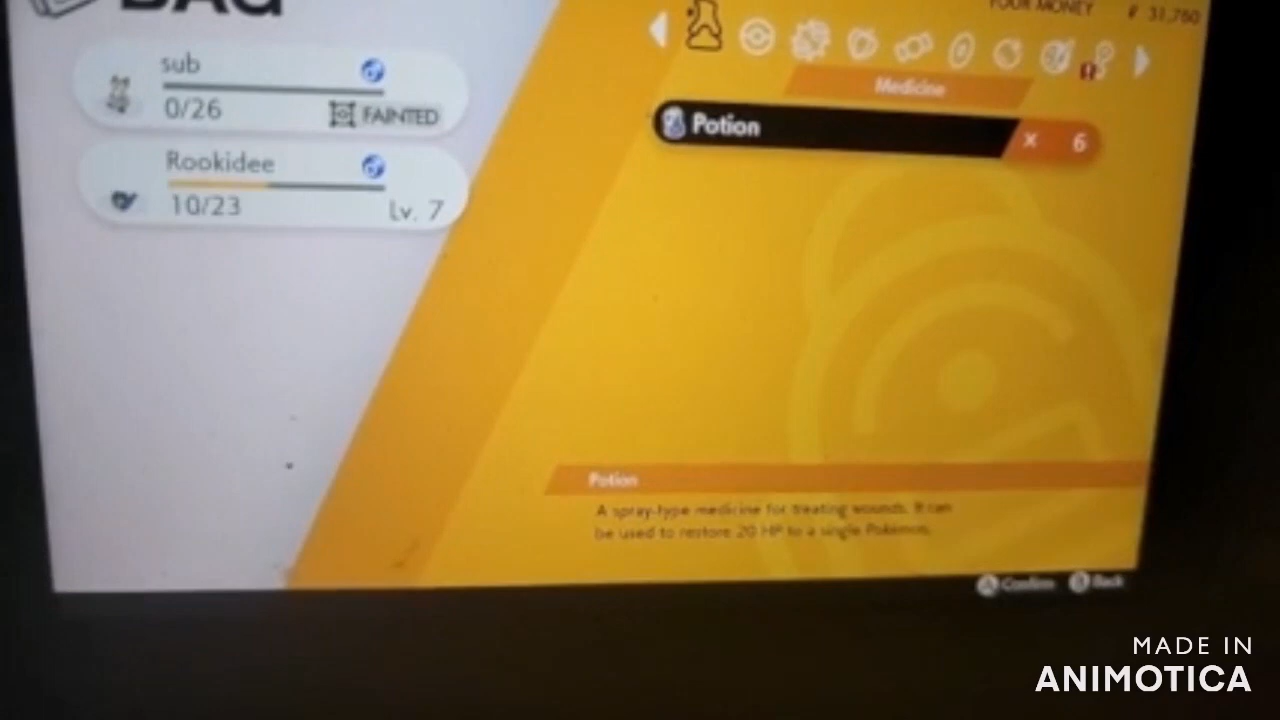 BAG
YOUR MONEY ₽ 31,760
sub
0/26 FAINTED
Rookidee
10/23 Lv. 7
Medicine
Potion x 6
Potion
A spray-type medicine for treating wounds. It can
be used to restore 20 HP to a single Pokémon.
A Confirm B Back
MADE IN
ANIMOTICA